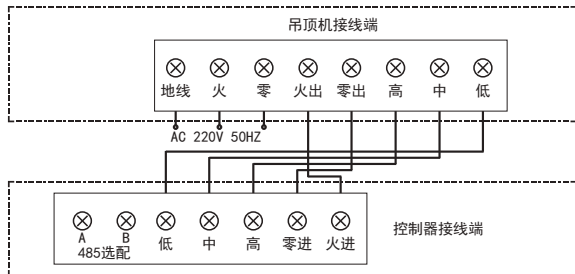 吊顶机接线端
地线 火 零 火出 零出 高 中 低
AC 220V 50HZ
A B 低 中 高 零进 火进
485选配
控制器接线端